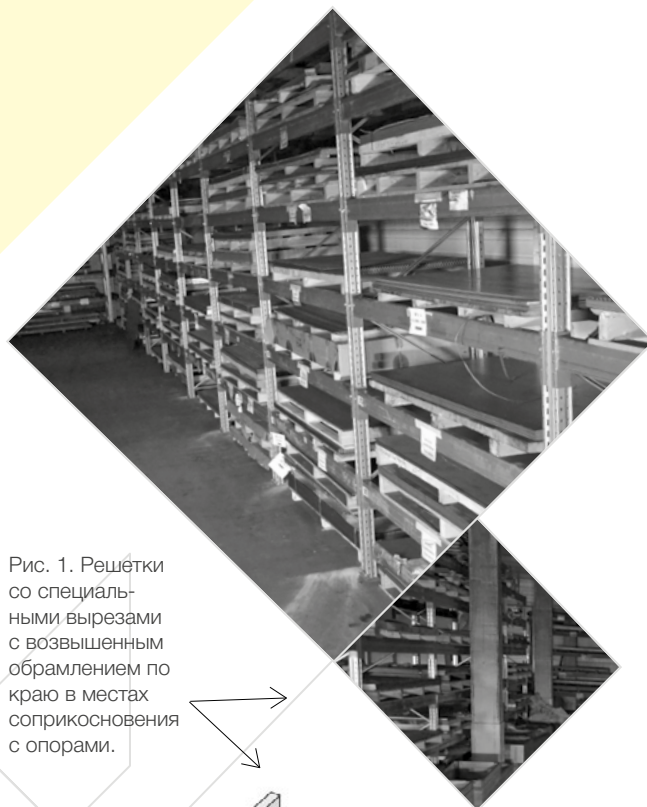 Рис. 1. Решетки
со специаль-
ными вырезами
с возвышенным
обрамлением по
краю в местах
соприкосновения
с опорами.